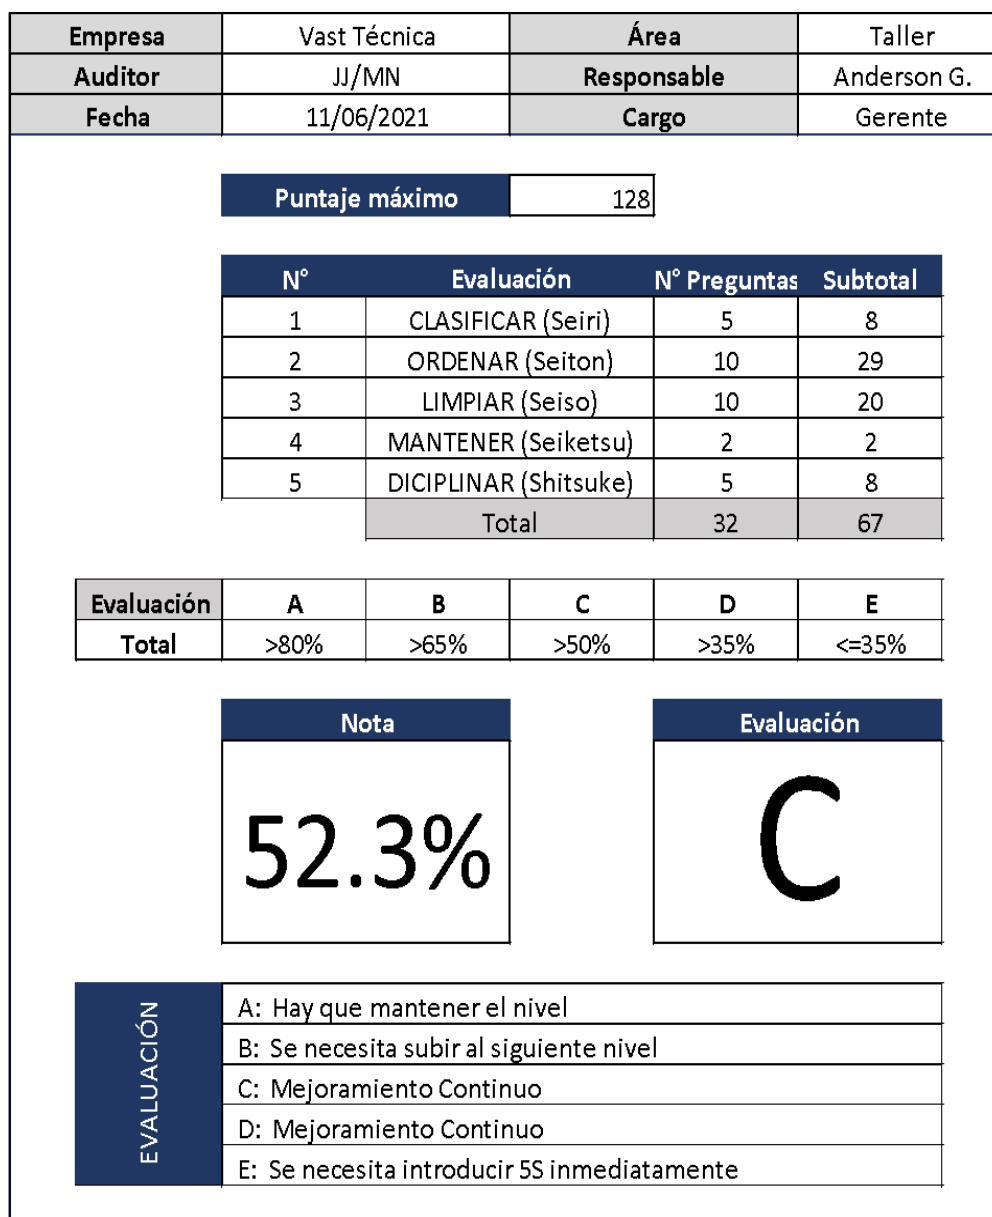 Empresa Vast Técnica Área Taller
Auditor JJ/MN Responsable Anderson G.
Fecha 11/06/2021 Cargo Gerente
Puntaje máximo 128
N° Evaluación N° Preguntas Subtotal
1 CLASIFICAR (Seiri) 5 8
2 ORDENAR (Seiton) 10 29
3 LIMPIAR (Seiso) 10 20
4 MANTENER (Seiketsu) 2 2
5 DICIPLINAR (Shitsuke) 5 8
Total 32 67
Evaluación A B C D E
Total >80% >65% >50% >35% <=35%
Nota Evaluación
52.3% C
EVALUACIÓN
A: Hay que mantener el nivel
B: Se necesita subir al siguiente nivel
C: Mejoramiento Continuo
D: Mejoramiento Continuo
E: Se necesita introducir 5S inmediatamente